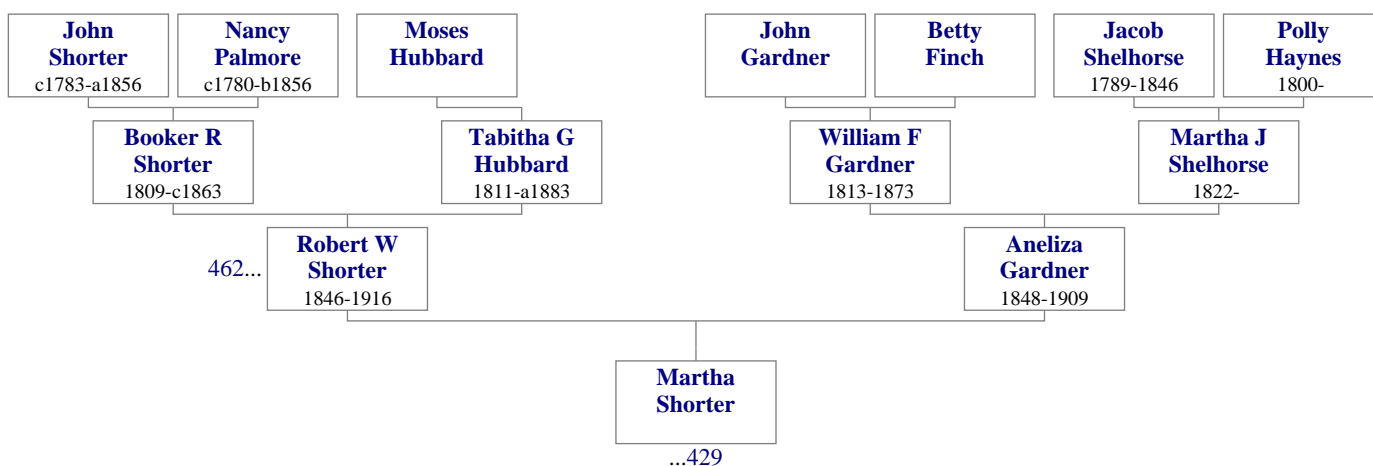 John
Shorter
c1783-a1856
Nancy
Palmore
c1780-b1856
Moses
Hubbard
John
Gardner
Betty
Finch
Jacob
Shelhorse
1789-1846
Polly
Haynes
1800-
Booker R
Shorter
1809-c1863
Tabitha G
Hubbard
1811-a1883
William F
Gardner
1813-1873
Martha J
Shelhorse
1822-
462...
Robert W
Shorter
1846-1916
Aneliza
Gardner
1848-1909
Martha
Shorter
...429